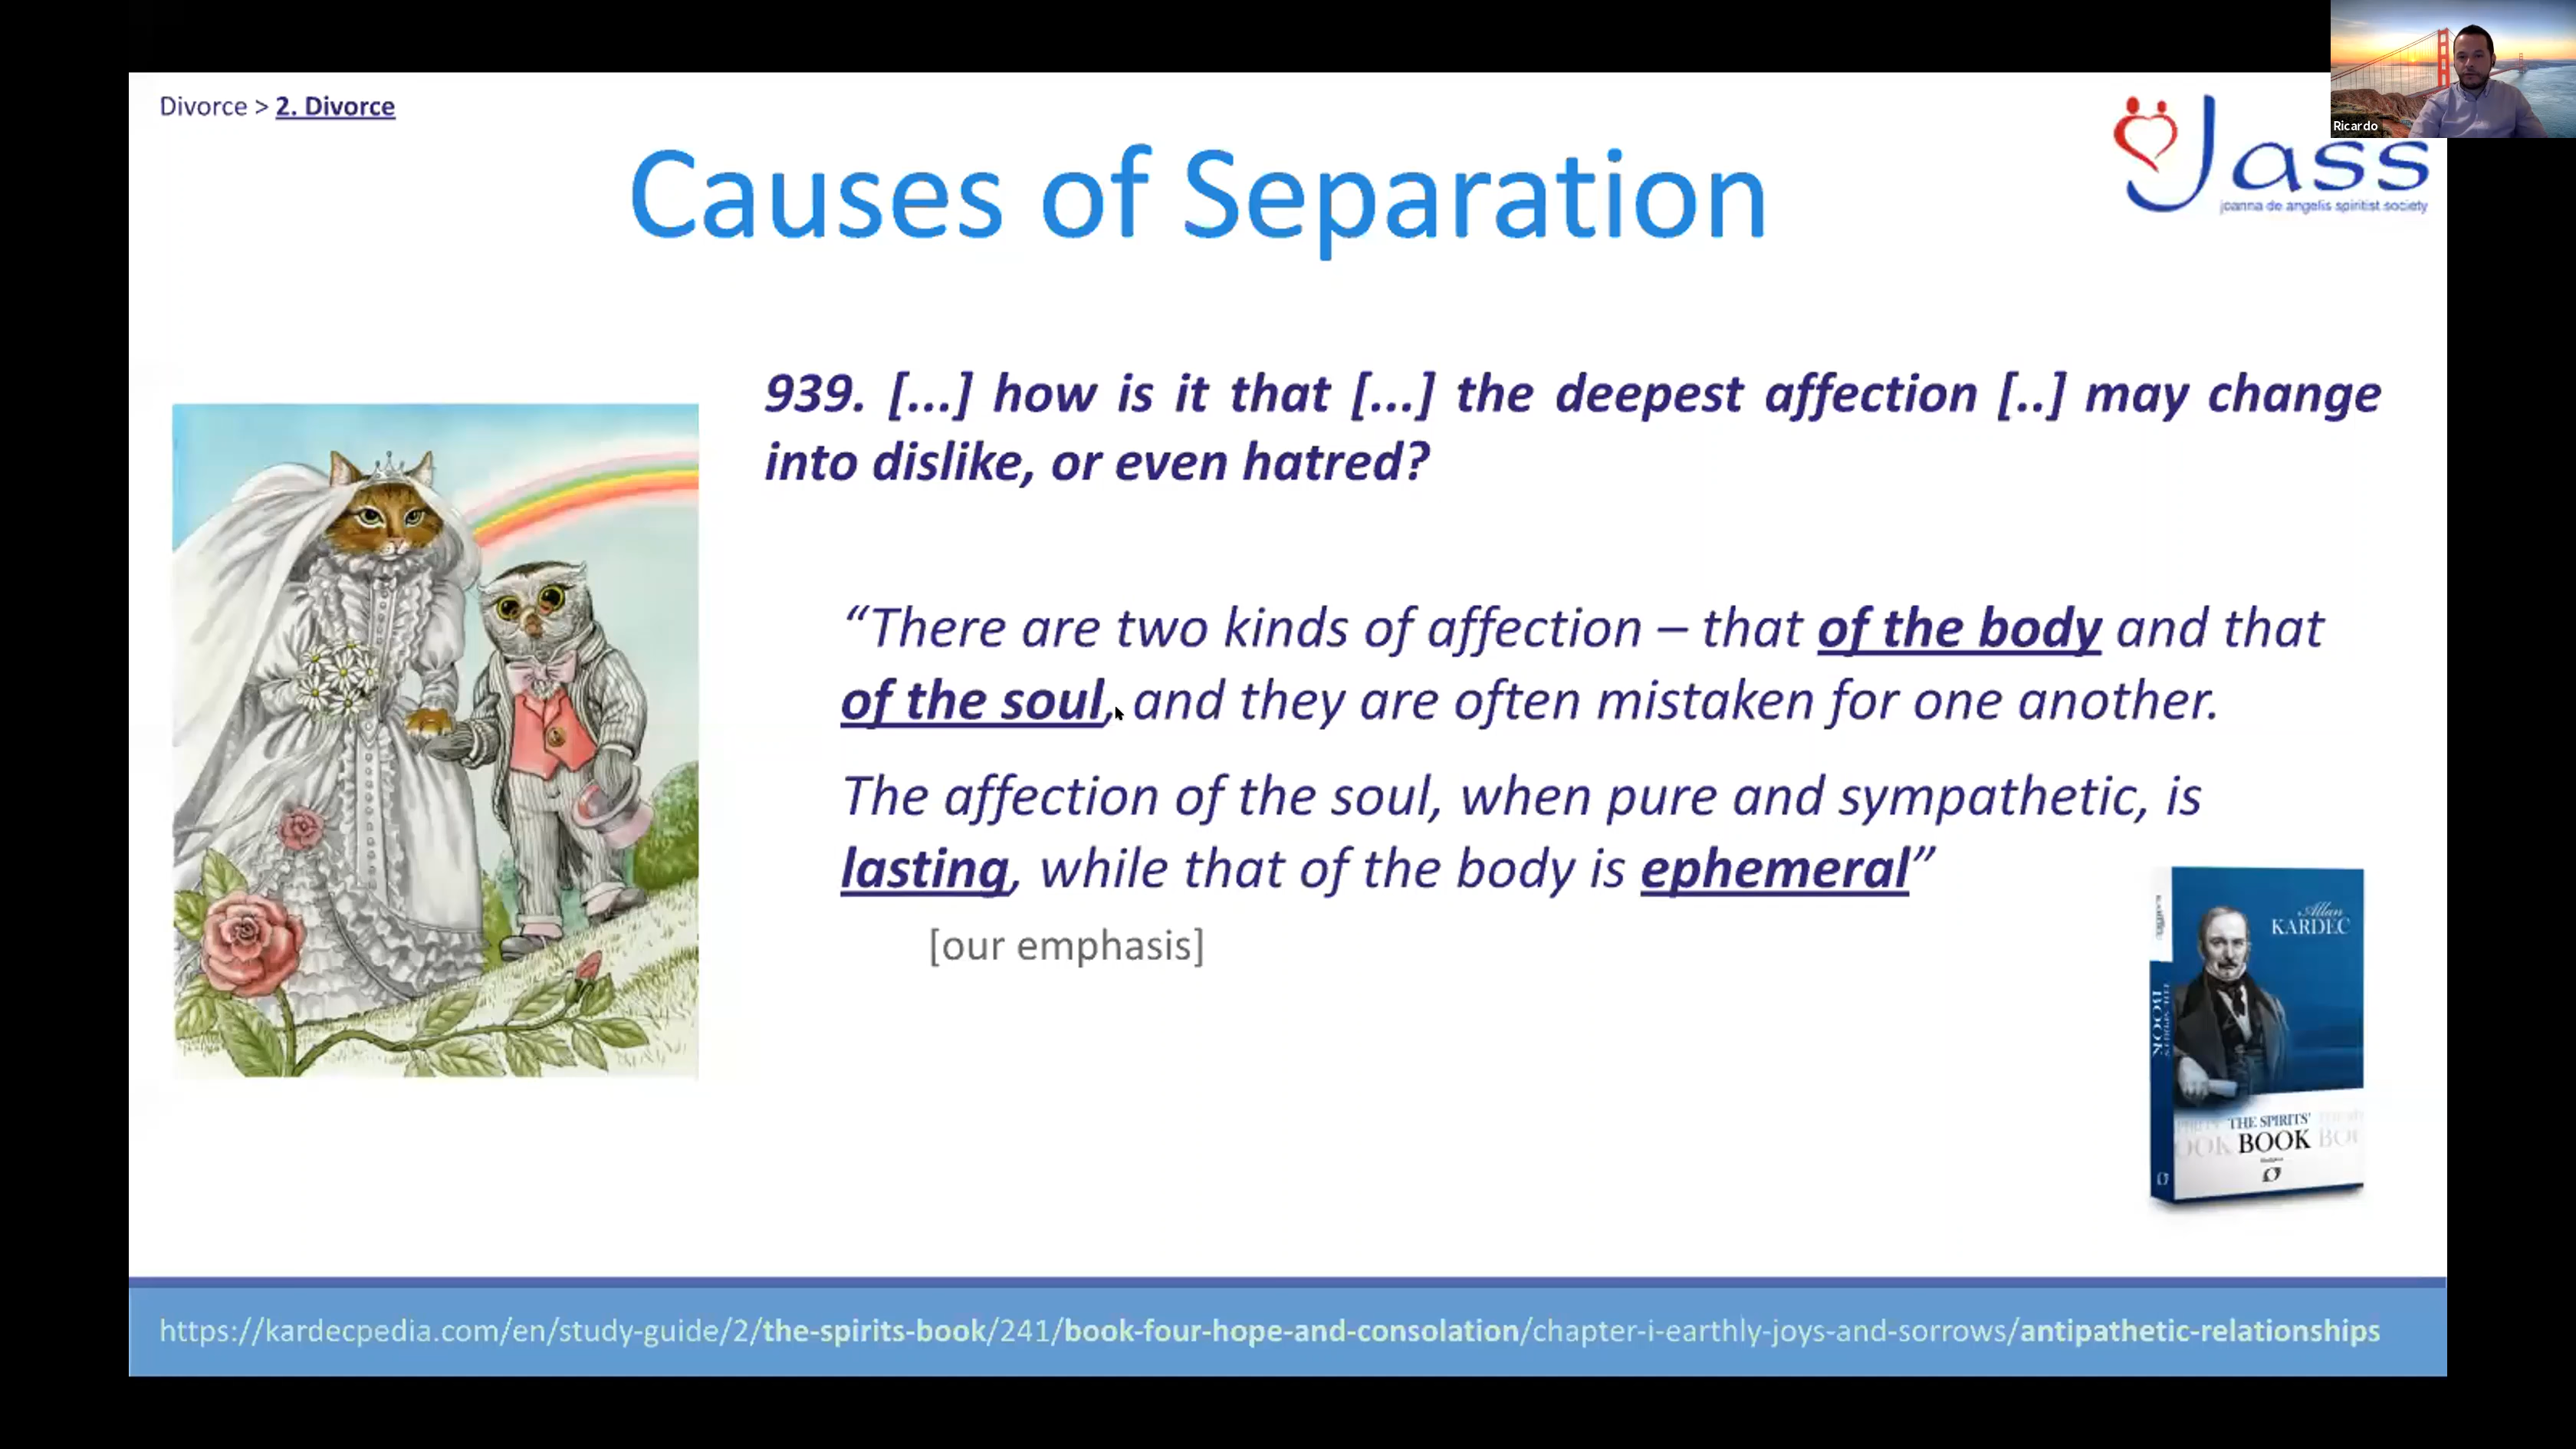 Ricardo
Divorce > 2. Divorce
Jass
joanna de angelis spiritist society
Causes of Separation
939. [...] how is it that [...] the deepest affection [..] may change
into dislike, or even hatred?
“There are two kinds of affection – that of the body and that
of the soul, and they are often mistaken for one another.
The affection of the soul, when pure and sympathetic, is
lasting, while that of the body is ephemeral”
[our emphasis]
Allan
KARDEC
THE SPIRITS'
BOOK
https://kardecpedia.com/en/study-guide/2/the-spirits-book/241/book-four-hope-and-consolation/chapter-i-earthly-joys-and-sorrows/antipathetic-relationships